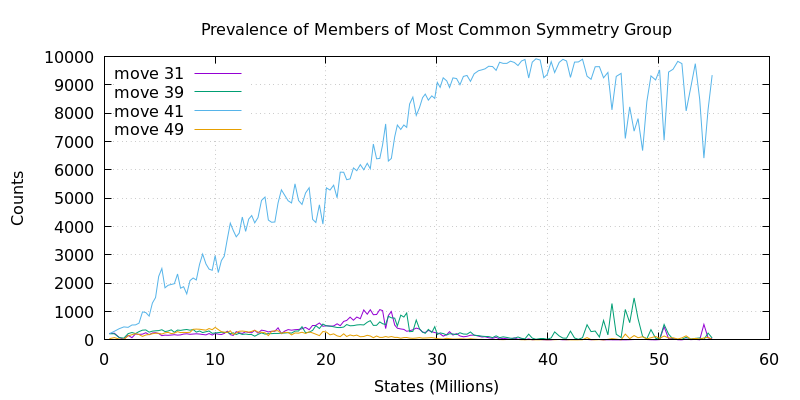 Prevalence of Members of Most Common Symmetry Group
10000
9000
8000
7000
6000
5000
4000
3000
2000
1000
0
Counts
move 31
move 39
move 41
move 49
0 10 20 30 40 50 60
States (Millions)